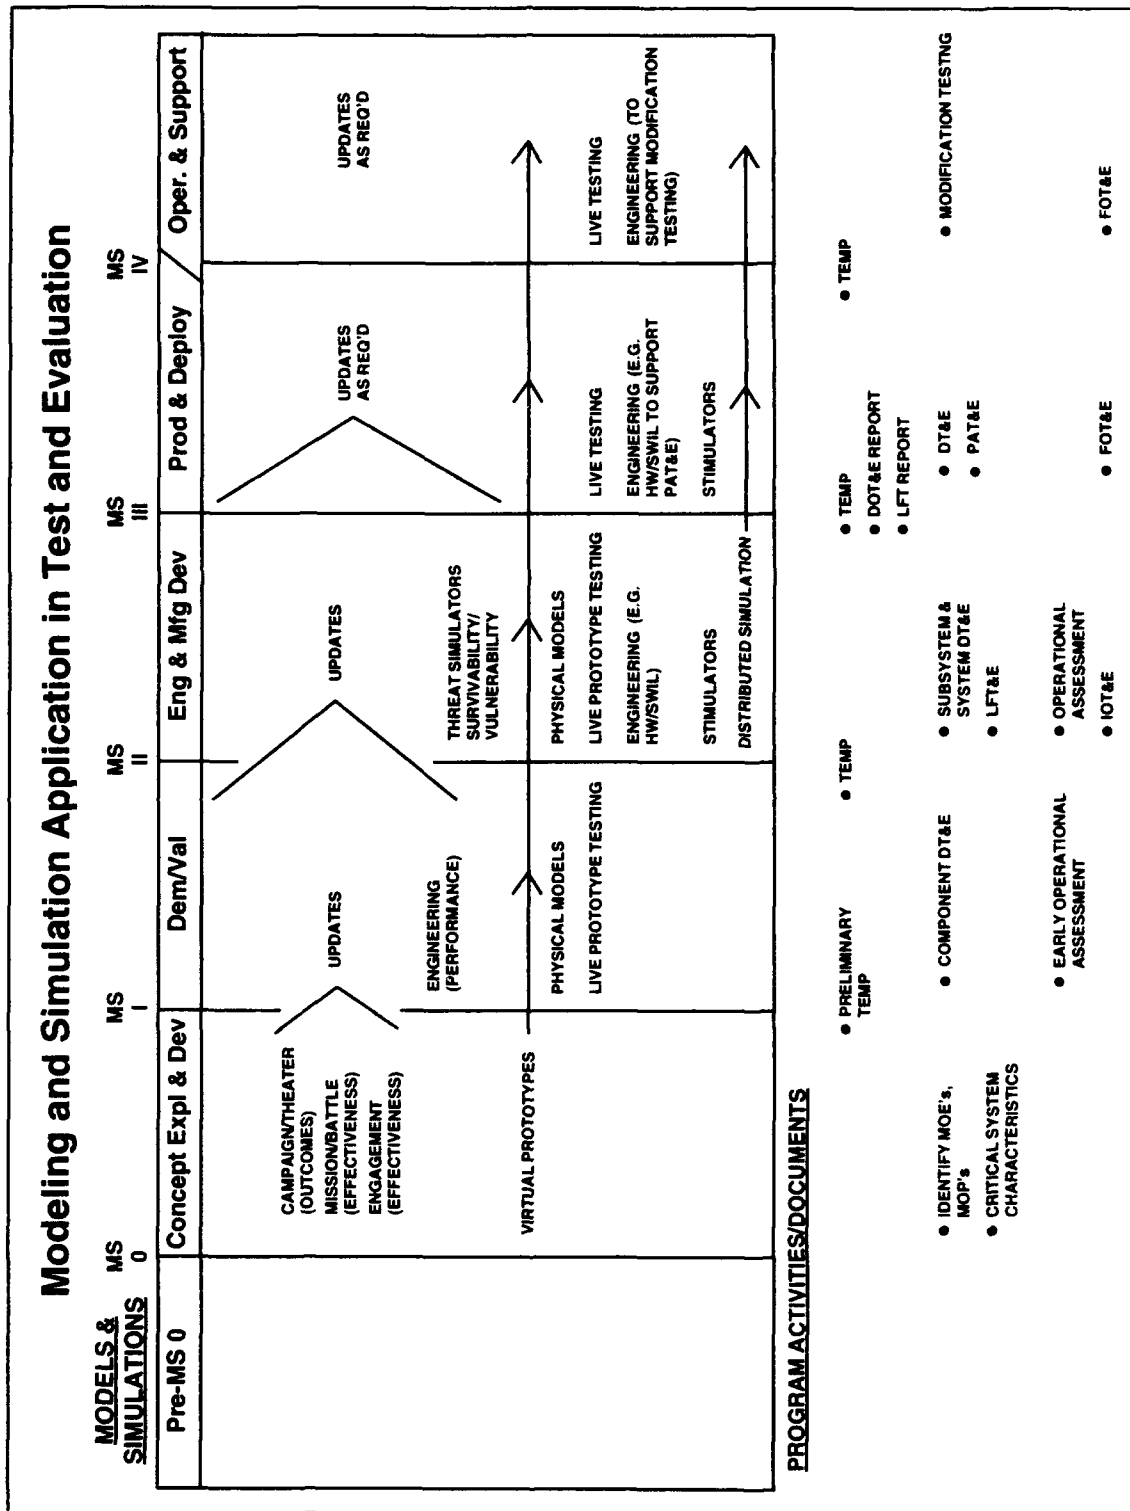 Modeling and Simulation Application in Test and Evaluation
MODELS &
SIMULATIONS
MS
0
MS
I
MS
II
MS
III
MS
IV
Pre-MS 0
Concept Expl & Dev
Dem/Val
Eng & Mfg Dev
Prod & Deploy
Oper. & Support
CAMPAIGN/THEATER
(OUTCOMES)
MISSION/BATTLE
(EFFECTIVENESS)
ENGAGEMENT
(EFFECTIVENESS)
VIRTUAL PROTOTYPES
UPDATES
ENGINEERING
(PERFORMANCE)
PHYSICAL MODELS
LIVE PROTOTYPE TESTING
UPDATES
THREAT SIMULATORS
SURVIVABILITY/
VULNERABILITY
PHYSICAL MODELS
LIVE PROTOTYPE TESTING
ENGINEERING (E.G.
HW/SWIL)
STIMULATORS
DISTRIBUTED SIMULATION
UPDATES
AS REQ'D
LIVE TESTING
ENGINEERING (E.G.
HW/SWIL TO SUPPORT
PAT&E)
STIMULATORS
UPDATES
AS REQ'D
LIVE TESTING
ENGINEERING (TO
SUPPORT MODIFICATION
TESTING)
PROGRAM ACTIVITIES/DOCUMENTS
● PRELIMINARY
TEMP
● TEMP
● TEMP
● DOT&E REPORT
● LFT REPORT
● TEMP
● IDENTIFY MOE's,
MOP's
● CRITICAL SYSTEM
CHARACTERISTICS
● COMPONENT DT&E
● EARLY OPERATIONAL
ASSESSMENT
● SUBSYSTEM &
SYSTEM DT&E
● LFT&E
● OPERATIONAL
ASSESSMENT
● IOT&E
● DT&E
● PAT&E
● FOT&E
● MODIFICATION TESTNG
● FOT&E